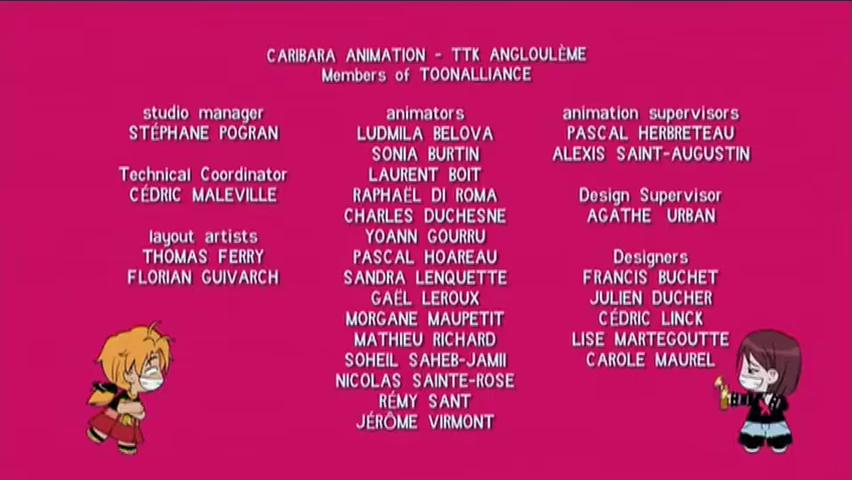 CARIBARA ANIMATION - TTK ANGLOULÈME
Members of TOONALLIANCE
studio manager
STÉPHANE POGRAN
Technical Coordinator
CÉDRIC MALEVILLE
layout artists
THOMAS FERRY
FLORIAN GUIVARCH
animators
LUDMILA BELOVA
SONIA BURTIN
LAURENT BOIT
RAPHAËL DI ROMA
CHARLES DUCHESNE
YOANN GOURRU
PASCAL HOAREAU
SANDRA LENQUETTE
GAËL LEROUX
MORGANE MAUPETIT
MATHIEU RICHARD
SOHEIL SAHEB-JAMII
NICOLAS SAINTE-ROSE
RÉMY SANT
JÉRÔME VIRMONT
animation supervisors
PASCAL HERBRETEAU
ALEXIS SAINT-AUGUSTIN
Design Supervisor
AGATHE URBAN
Designers
FRANCIS BUCHET
JULIEN DUCHER
CÉDRIC LINCK
LISE MARTEGOUTTE
CAROLE MAUREL